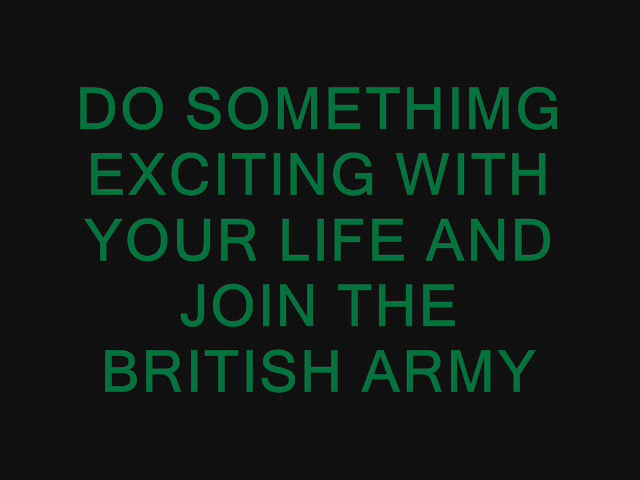 DO SOMETHIMG
EXCITING WITH
YOUR LIFE AND
JOIN THE
BRITISH ARMY